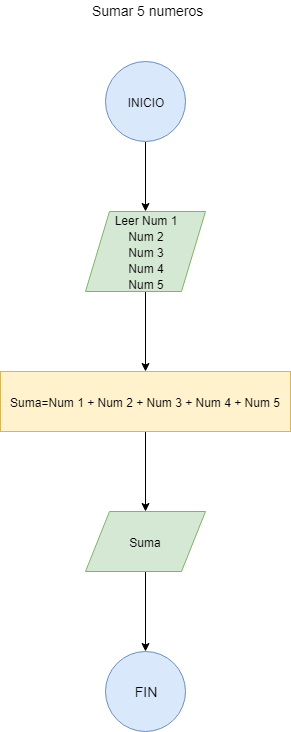 Sumar 5 numeros
INICIO
Leer Num 1
Num 2
Num 3
Num 4
Num 5
Suma=Num 1 + Num 2 + Num 3 + Num 4 + Num 5
Suma
FIN